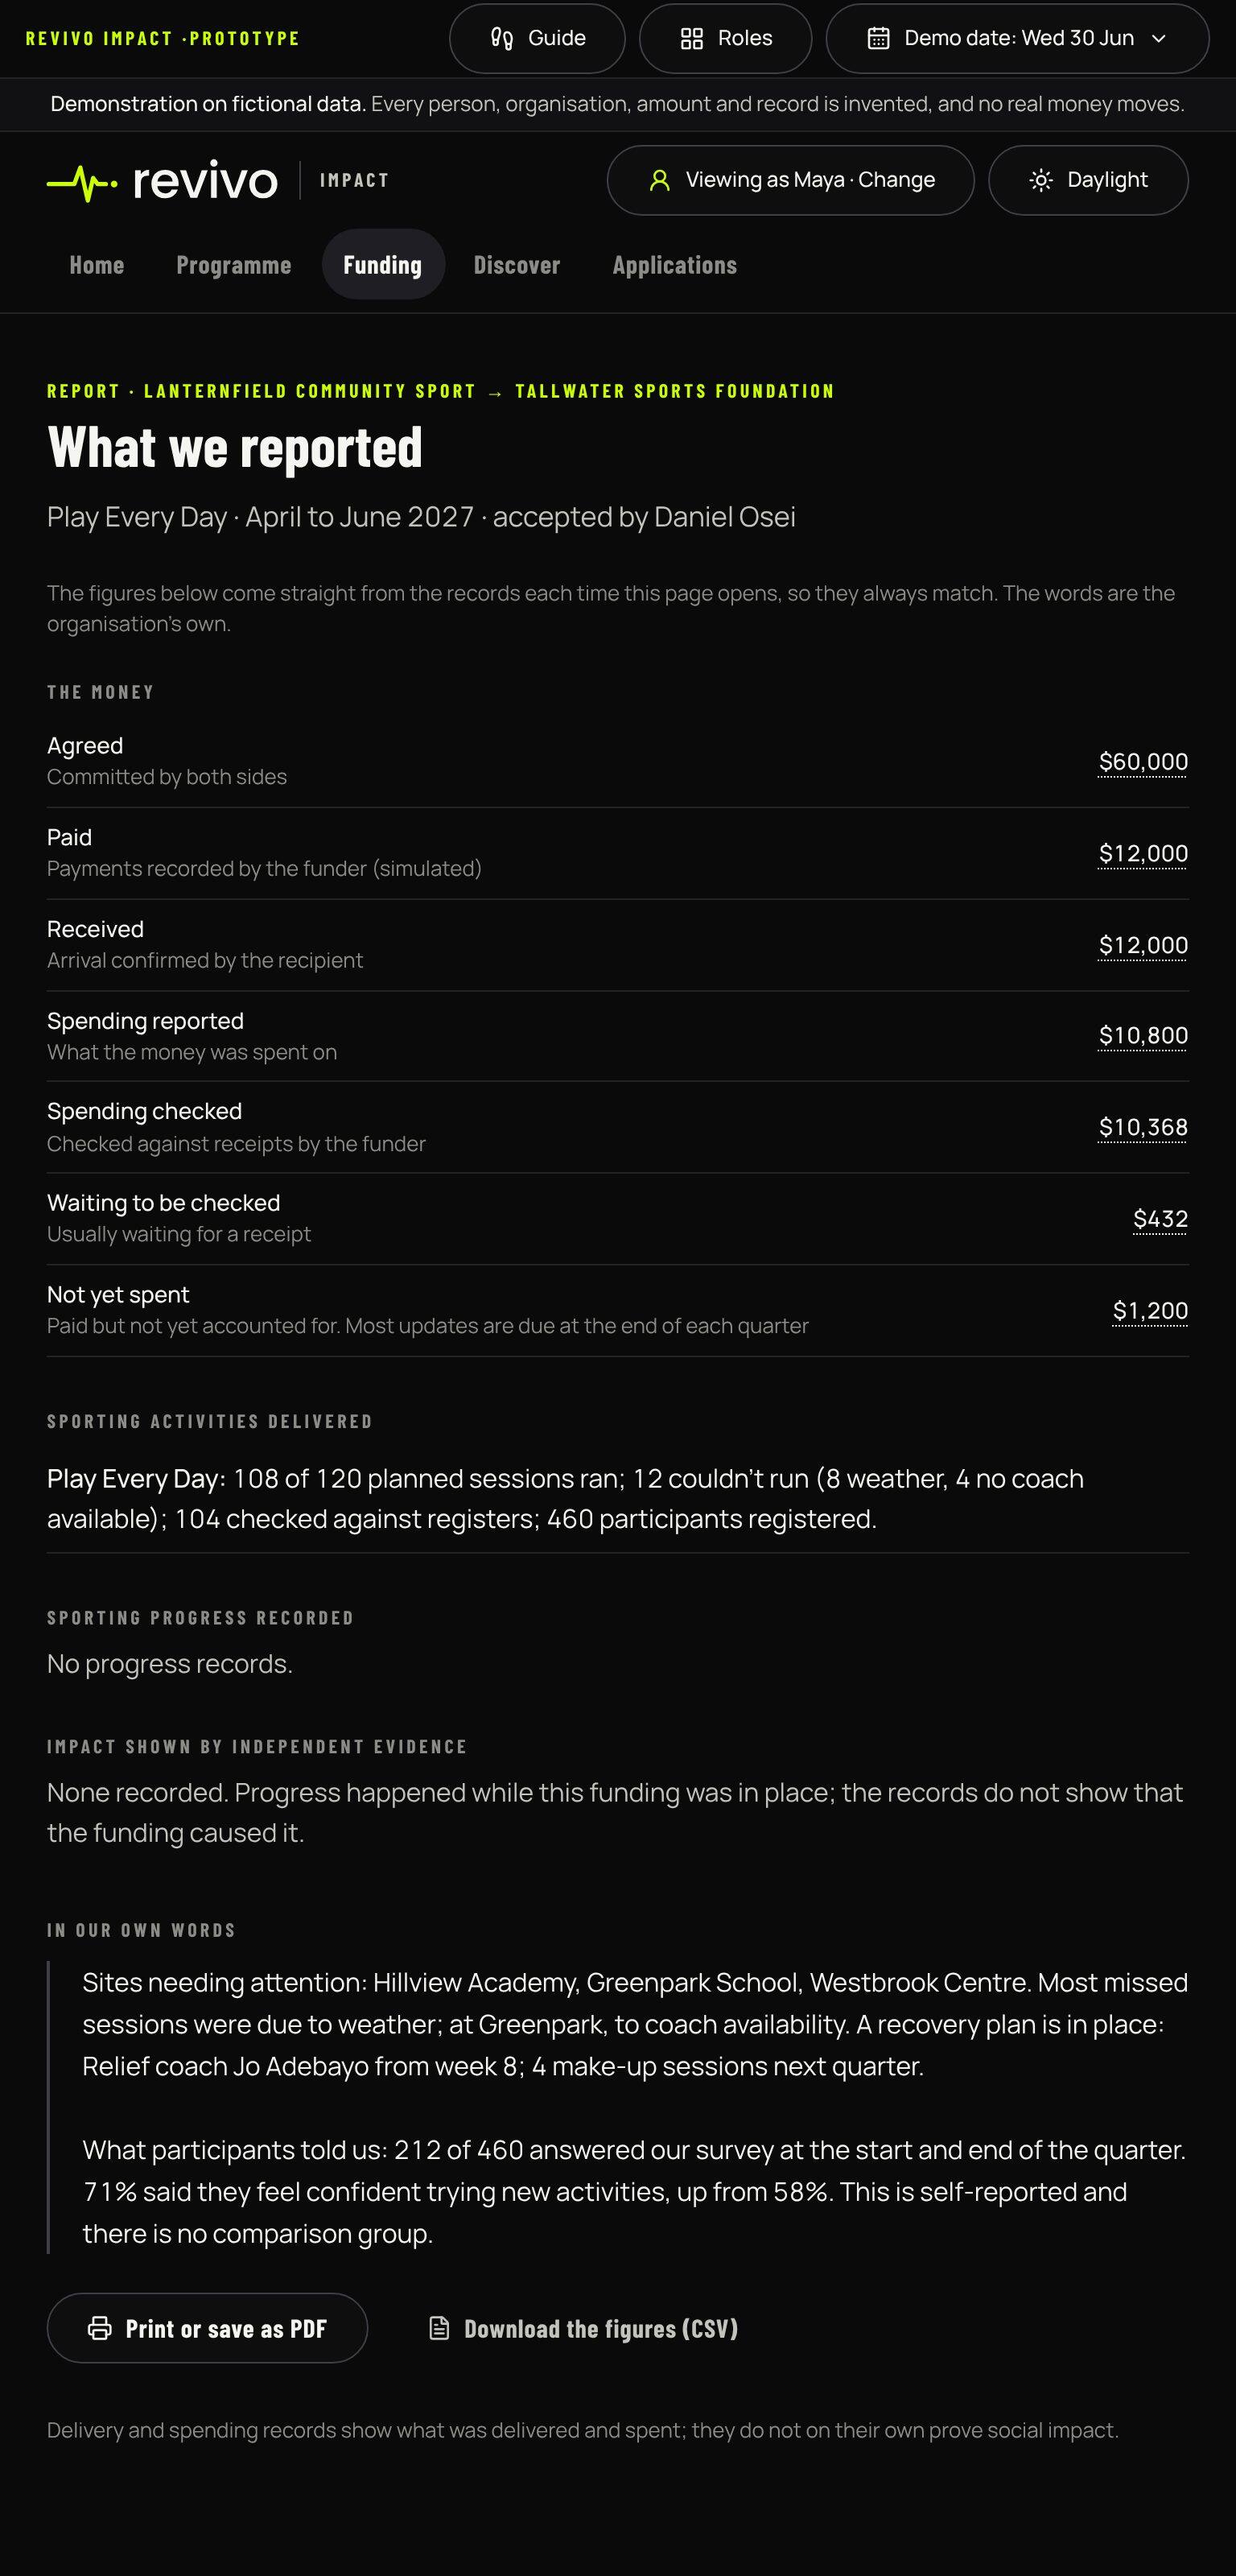 REVIVO IMPACT ·PROTOTYPE
Guide
Roles
Demo date: Wed 30 Jun
Demonstration on fictional data. Every person, organisation, amount and record is invented, and no real money moves.
revivo
IMPACT
Viewing as Maya · Change
Daylight
Home
Programme
Funding
Discover
Applications
REPORT · LANTERNFIELD COMMUNITY SPORT → TALLWATER SPORTS FOUNDATION
What we reported
Play Every Day · April to June 2027 · accepted by Daniel Osei
The figures below come straight from the records each time this page opens, so they always match. The words are the
organisation's own.
THE MONEY
Agreed
Committed by both sides
$60,000
Paid
Payments recorded by the funder (simulated)
$12,000
Received
Arrival confirmed by the recipient
$12,000
Spending reported
What the money was spent on
$10,800
Spending checked
Checked against receipts by the funder
$10,368
Waiting to be checked
Usually waiting for a receipt
$432
Not yet spent
Paid but not yet accounted for. Most updates are due at the end of each quarter
$1,200
SPORTING ACTIVITIES DELIVERED
Play Every Day: 108 of 120 planned sessions ran; 12 couldn't run (8 weather, 4 no coach
available); 104 checked against registers; 460 participants registered.
SPORTING PROGRESS RECORDED
No progress records.
IMPACT SHOWN BY INDEPENDENT EVIDENCE
None recorded. Progress happened while this funding was in place; the records do not show that
the funding caused it.
IN OUR OWN WORDS
Sites needing attention: Hillview Academy, Greenpark School, Westbrook Centre. Most missed
sessions were due to weather; at Greenpark, to coach availability. A recovery plan is in place:
Relief coach Jo Adebayo from week 8; 4 make-up sessions next quarter.
What participants told us: 212 of 460 answered our survey at the start and end of the quarter.
71% said they feel confident trying new activities, up from 58%. This is self-reported and
there is no comparison group.
Print or save as PDF
Download the figures (CSV)
Delivery and spending records show what was delivered and spent; they do not on their own prove social impact.